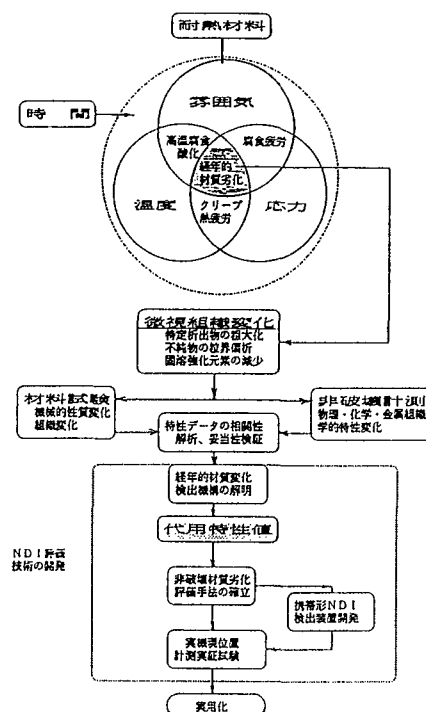 耐熱材料
雰囲気
時間
高温腐食
酸化
腐食疲労
経年的
材質劣化
温度
クリープ
熱疲労
応力
微視組織変化
特定析出物の粗大化
不純物の粒界偏析
固溶強化元素の減少
材料試験
機械的性質変化
組織変化
特性データの相関性
解析、妥当性検証
非破壊計測
物理・化学・金属組織
学的特性変化
経年的材質変化
検出機構の解明
代用特性値
NDI評価
技術の開発
非破壊材質劣化
評価手法の確立
携帯形NDI
検出装置開発
実機現位置
計測実証試験
実用化